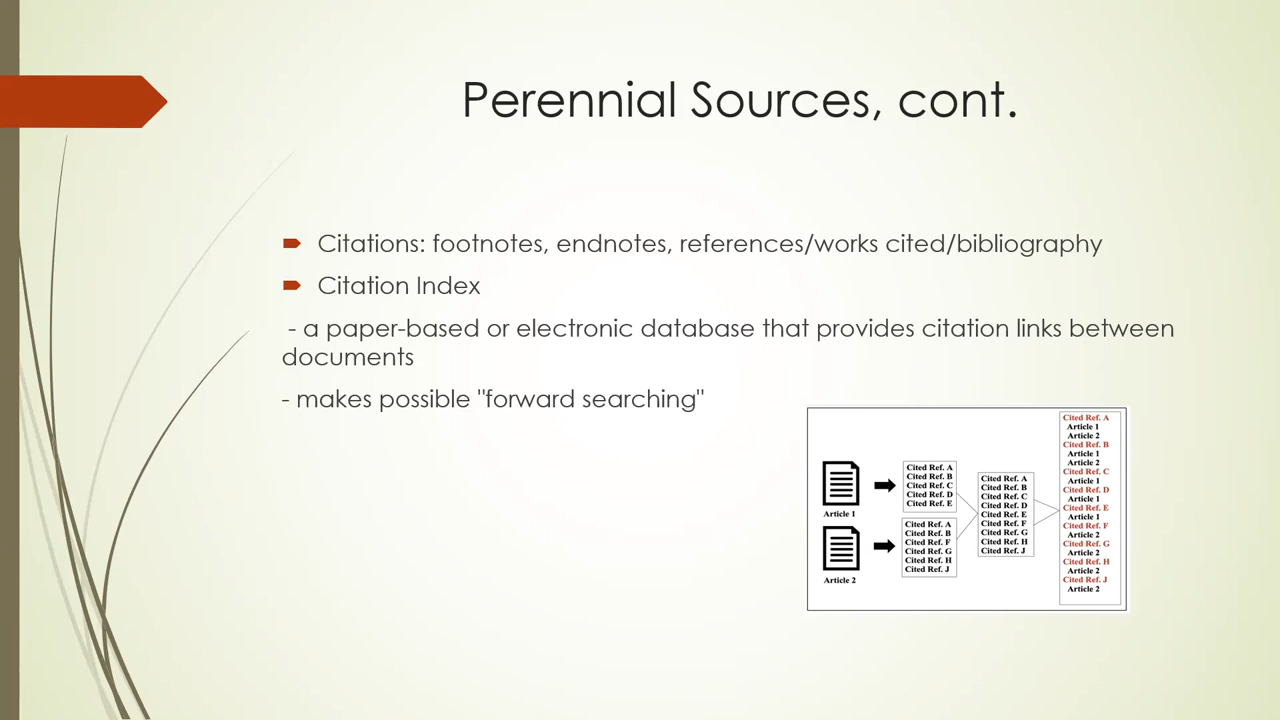 Perennial Sources, cont.
Citations: footnotes, endnotes, references/works cited/bibliography
Citation Index
- a paper-based or electronic database that provides citation links between
documents
- makes possible "forward searching"
Article 1
Article 2
Cited Ref. A
Cited Ref. B
Cited Ref. C
Cited Ref. D
Cited Ref. E
Cited Ref. A
Cited Ref. B
Cited Ref. F
Cited Ref. G
Cited Ref. H
Cited Ref. J
Cited Ref. A
Cited Ref. B
Cited Ref. C
Cited Ref. D
Cited Ref. E
Cited Ref. F
Cited Ref. G
Cited Ref. H
Cited Ref. J
Cited Ref. A
Article 1
Article 2
Cited Ref. B
Article 1
Article 2
Cited Ref. C
Article 1
Cited Ref. D
Article 1
Cited Ref. E
Article 1
Cited Ref. F
Article 2
Cited Ref. G
Article 2
Cited Ref. H
Article 2
Cited Ref. J
Article 2